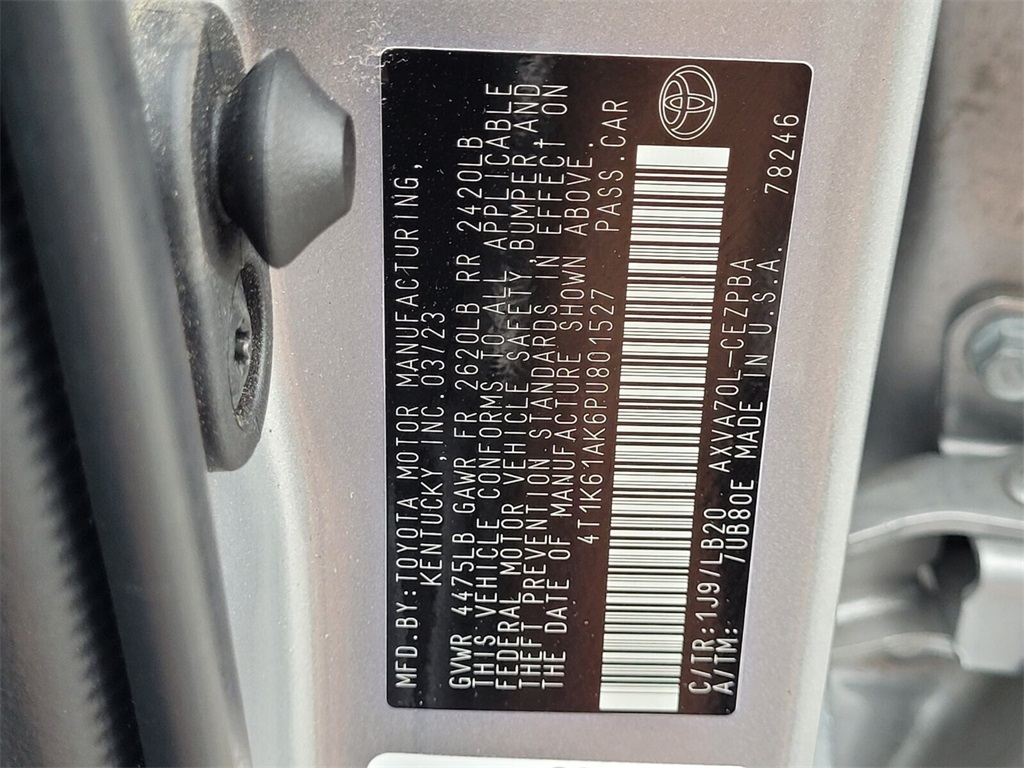 MFD.BY:TOYOTA MOTOR MANUFACTURING,
KENTUCKY,INC.03/23
GVWR 4475LB GAWR FR 2620LB RR 2420LB
THIS VEHICLE CONFORMS TO ALL APPLICABLE
FEDERAL MOTOR VEHICLE SAFETY, BUMPER,AND
THEFT PREVENTION STANDARDS IN EFFECT ON
THE DATE OF MANUFACTURE SHOWN ABOVE.
4T1K61AK6PU801527 PASS.CAR
C/TR:1J9/LB20 AXVA70L-CEZPBA
A/TM: 7UB80E MADE IN U.S.A. 78246